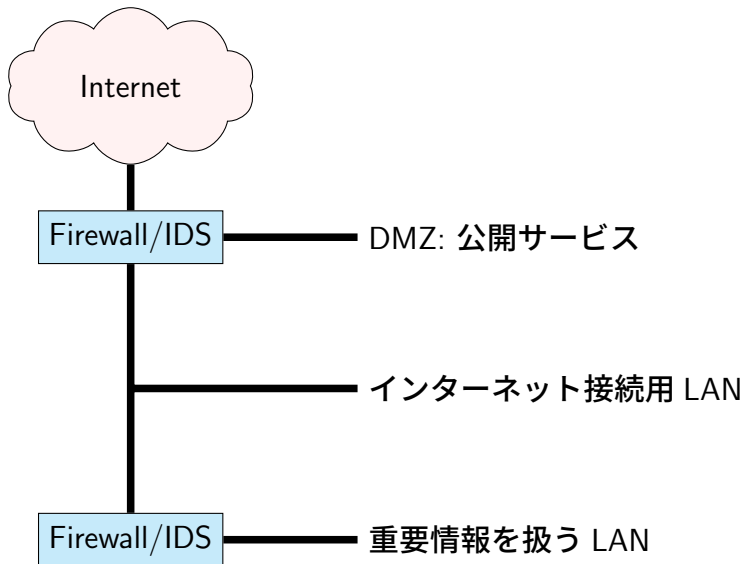 Internet
Firewall/IDS
DMZ: 公開サービス
インターネット接続用 LAN
Firewall/IDS
重要情報を扱う LAN